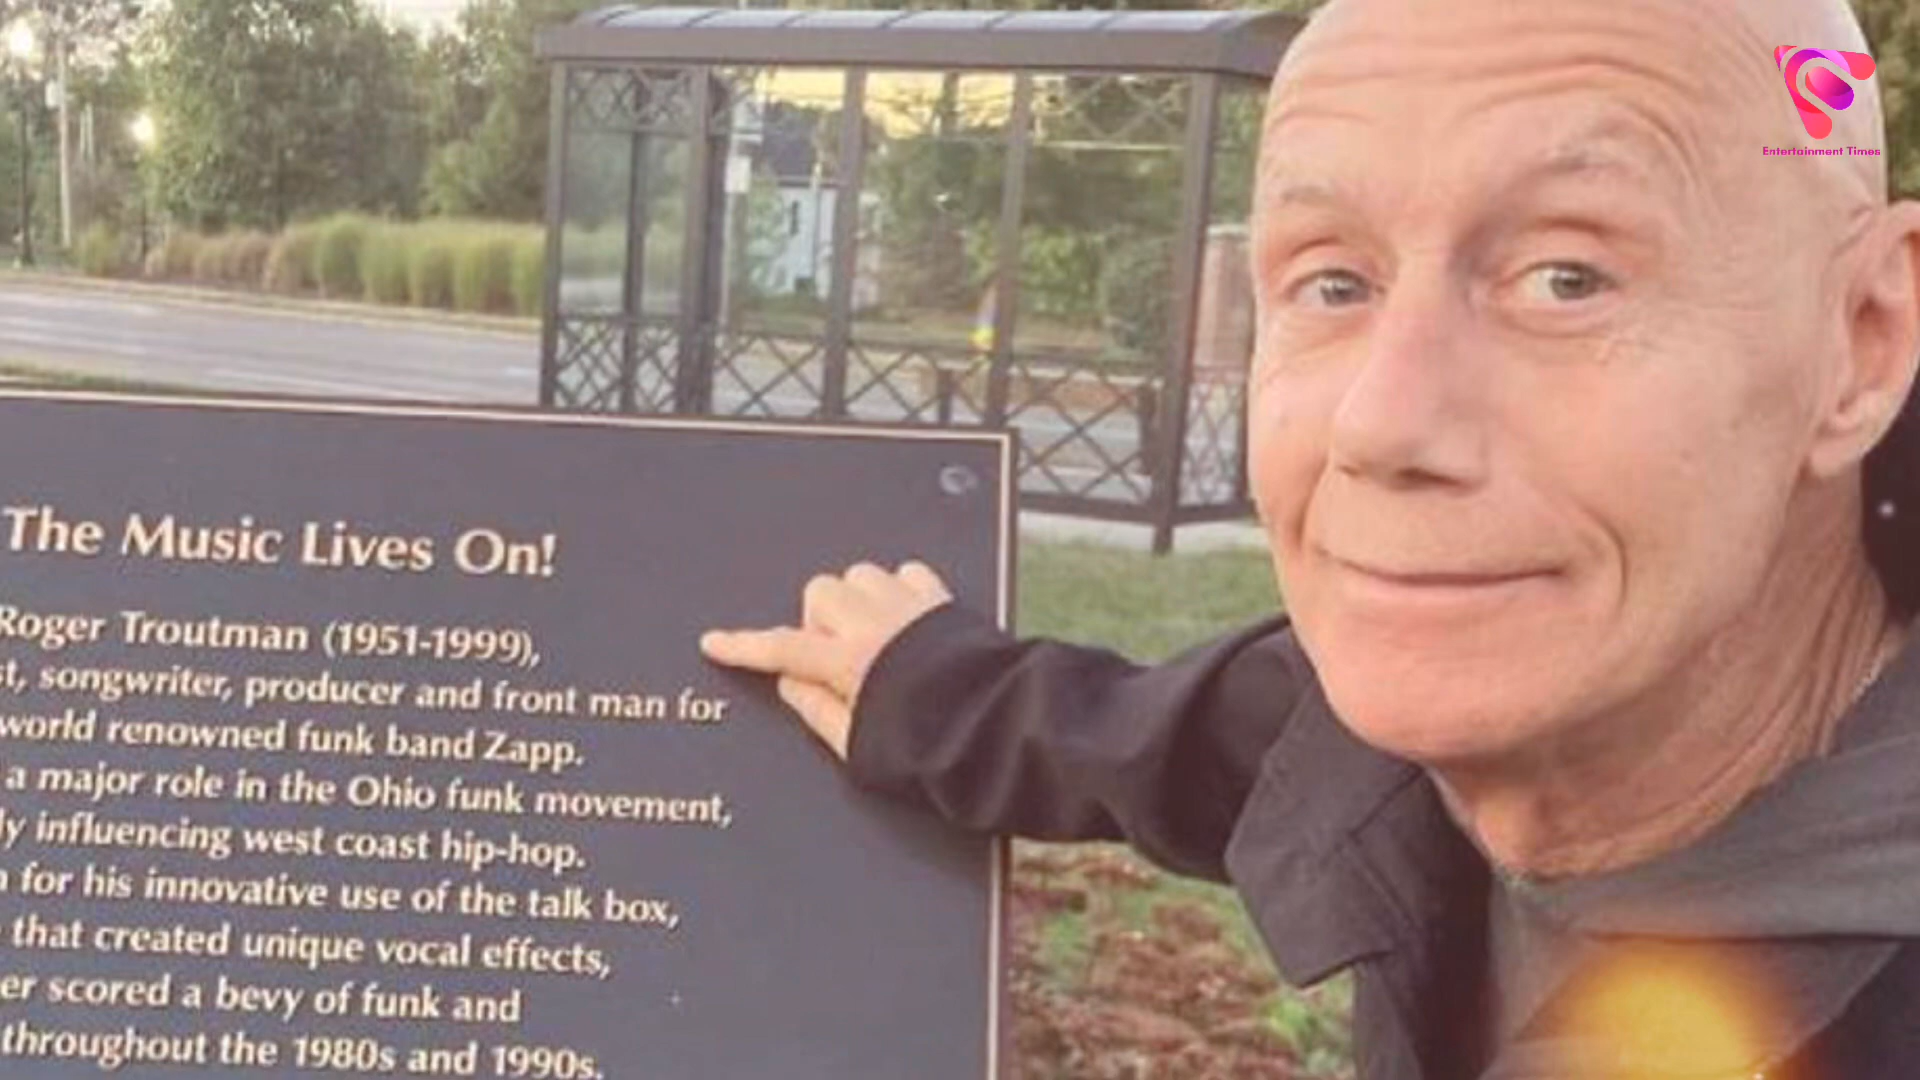 Entertainment Times
The Music Lives On!
Roger Troutman (1951-1999),
songwriter, producer and front man for
world renowned funk band Zapp.
a major role in the Ohio funk movement,
influencing west coast hip-hop.
for his innovative use of the talk box,
that created unique vocal effects,
scored a bevy of funk and
throughout the 1980s and 1990s.